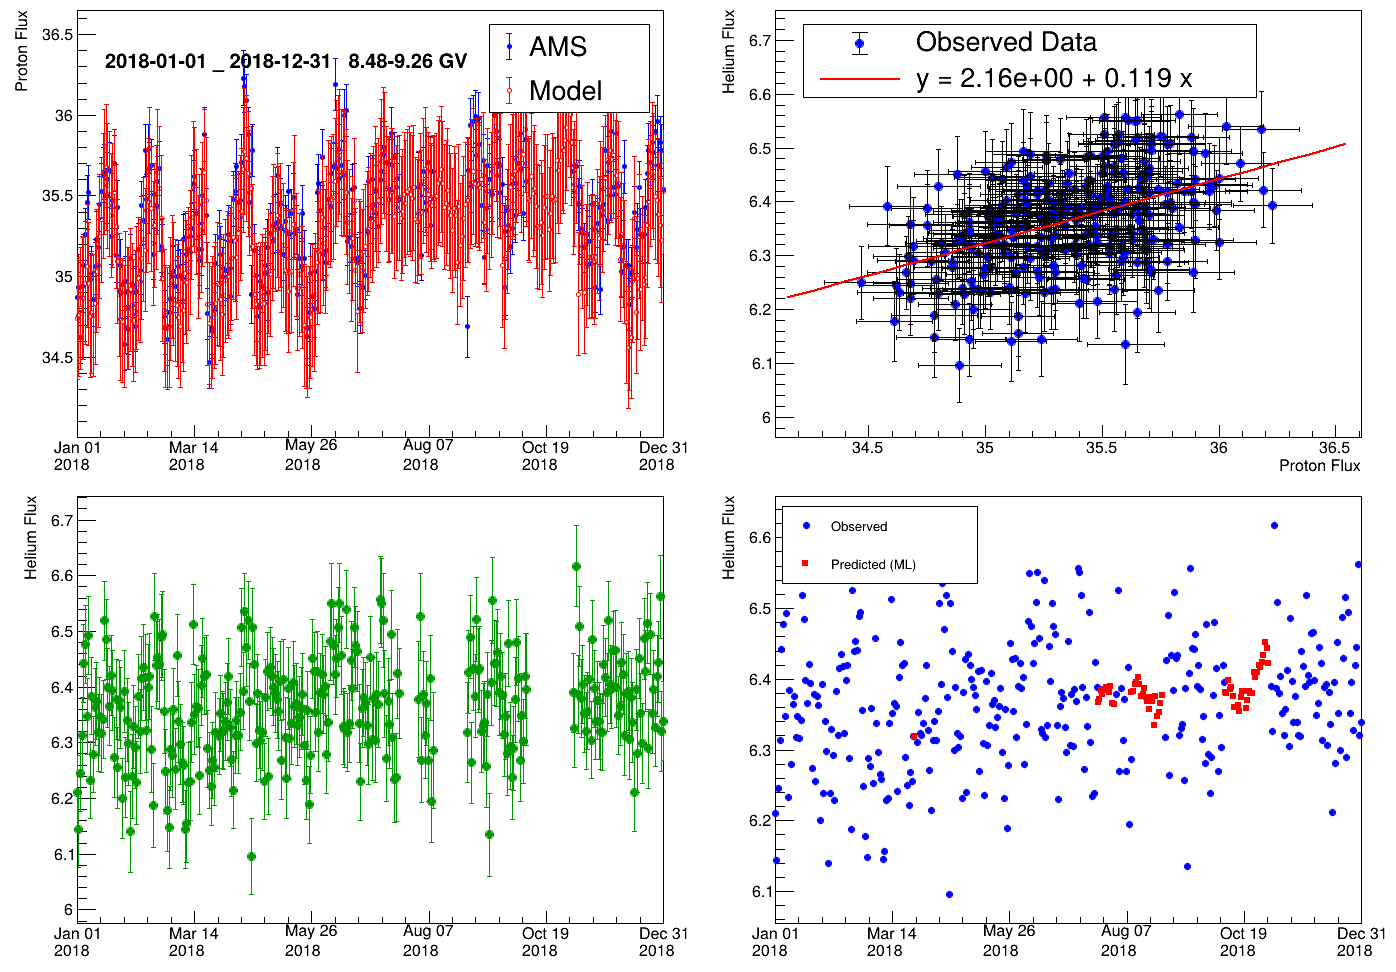 Proton Flux
36.5
36
35.5
35
34.5
2018-01-01 _ 2018-12-31   8.48-9.26 GV
AMS
Model
Jan 01 2018
Mar 14 2018
May 26 2018
Aug 07 2018
Oct 19 2018
Dec 31 2018
Helium Flux
6.7
6.6
6.5
6.4
6.3
6.2
6.1
6
Observed Data
y = 2.16e+00 + 0.119 x
34.5
35
35.5
36
36.5
Proton Flux
Helium Flux
6.7
6.6
6.5
6.4
6.3
6.2
6.1
6
Jan 01 2018
Mar 14 2018
May 26 2018
Aug 07 2018
Oct 19 2018
Dec 31 2018
Helium Flux
6.6
6.5
6.4
6.3
6.2
6.1
Observed
Predicted (ML)
Jan 01 2018
Mar 14 2018
May 26 2018
Aug 07 2018
Oct 19 2018
Dec 31 2018